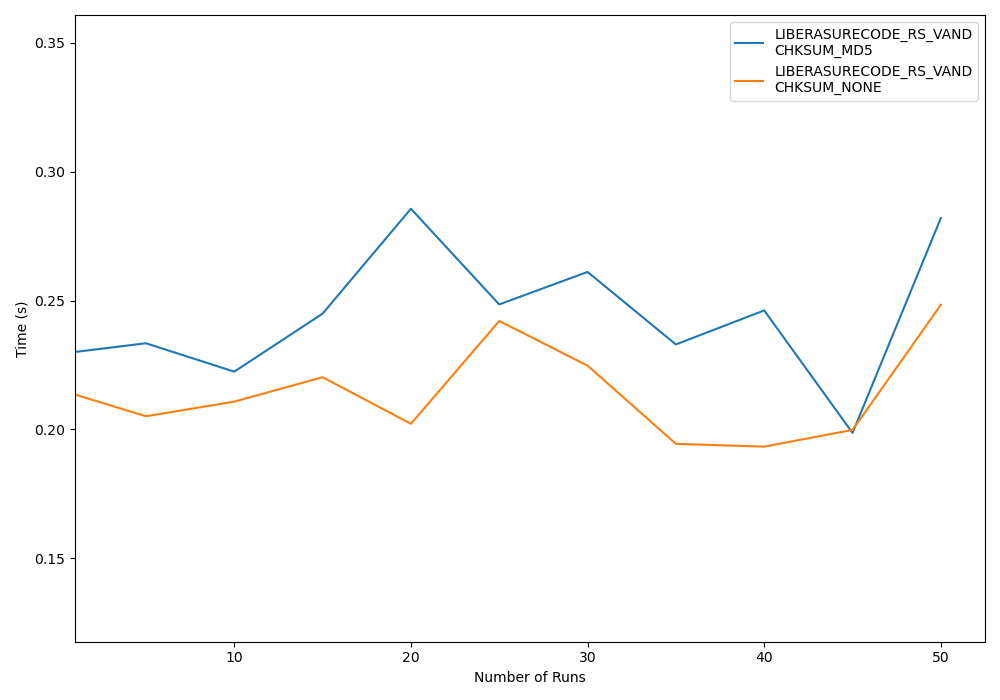 LIBERASURECODE_RS_VAND
CHKSUM_MD5
LIBERASURECODE_RS_VAND
CHKSUM_NONE
0.35
0.30
0.25
0.20
0.15
Time (s)
10 20 30 40 50
Number of Runs